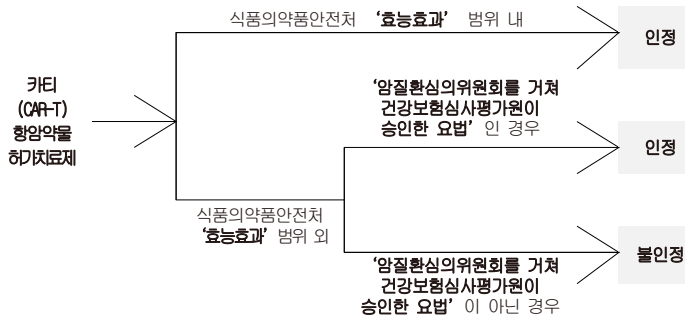 식품의약품안전처 ‘효능효과’ 범위 내
인정
카티
(CAR-T)
항암약물
허가치료제
‘암질환심의위원회를 거쳐
건강보험심사평가원이
승인한 요법’ 인 경우
인정
식품의약품안전처
‘효능효과’ 범위 외
불인정
‘암질환심의위원회를 거쳐
건강보험심사평가원이
승인한 요법’ 이 아닌 경우